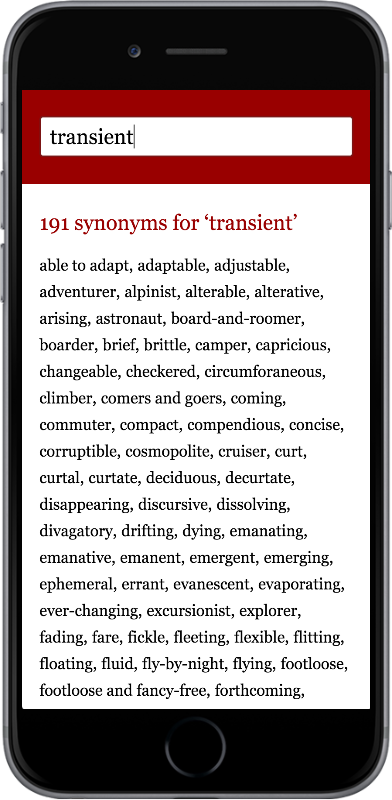 transient
191 synonyms for ‘transient’
able to adapt, adaptable, adjustable,
adventurer, alpinist, alterable, alterative,
arising, astronaut, board-and-roomer,
boarder, brief, brittle, camper, capricious,
changeable, checkered, circumforaneous,
climber, comers and goers, coming,
commuter, compact, compendious, concise,
corruptible, cosmopolite, cruiser, curt,
curtal, curtate, deciduous, decurtate,
disappearing, discursive, dissolving,
divagatory, drifting, dying, emanating,
emanative, emanent, emergent, emerging,
ephemeral, errant, evanescent, evaporating,
ever-changing, excursionist, explorer,
fading, fare, fickle, fleeting, flexible, flitting,
floating, fluid, fly-by-night, flying, footloose,
footloose and fancy-free, forthcoming,